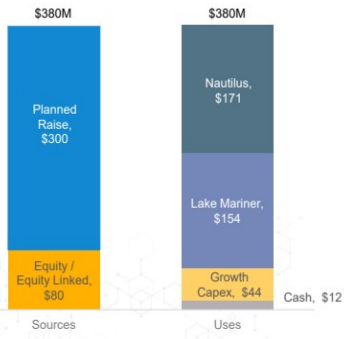 $380M
$380M
Planned
Raise,
$300
Equity /
Equity Linked,
$80
Nautilus,
$171
Lake Mariner,
$154
Growth
Capex, $44
Cash, $12
Sources
Uses